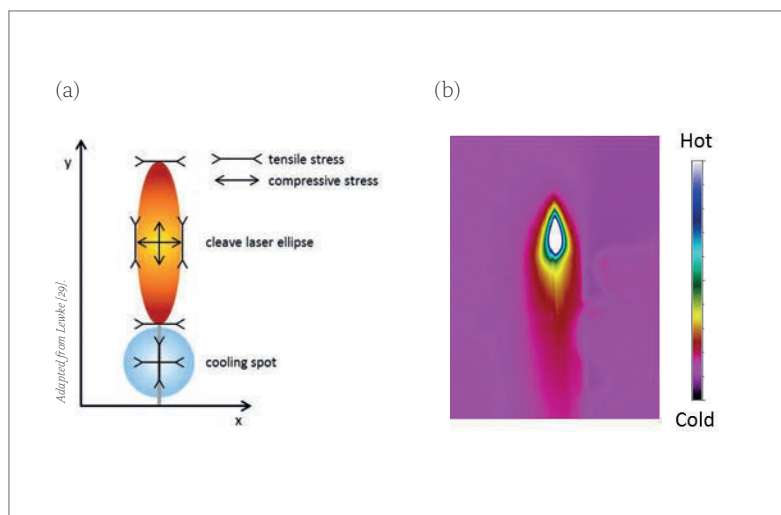 (a)
y
tensile stress
compressive stress
cleave laser ellipse
cooling spot
x
Adapted from Lewke [29].
(b)
Hot
Cold